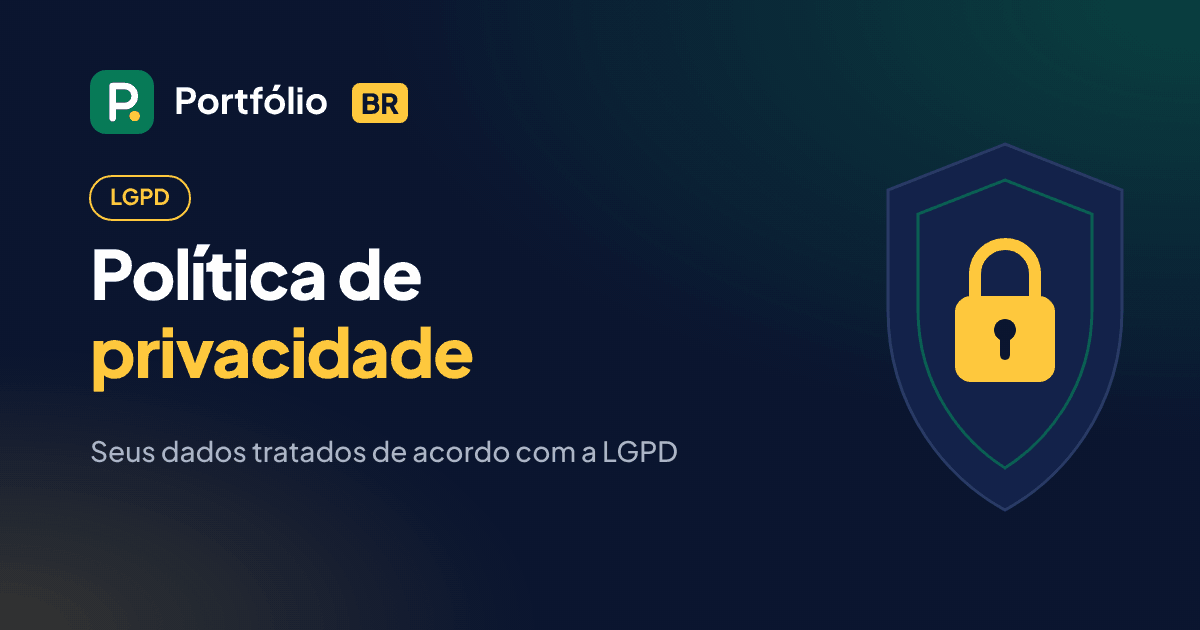 P.
Portfólio BR
LGPD
Política de
privacidade
Seus dados tratados de acordo com a LGPD